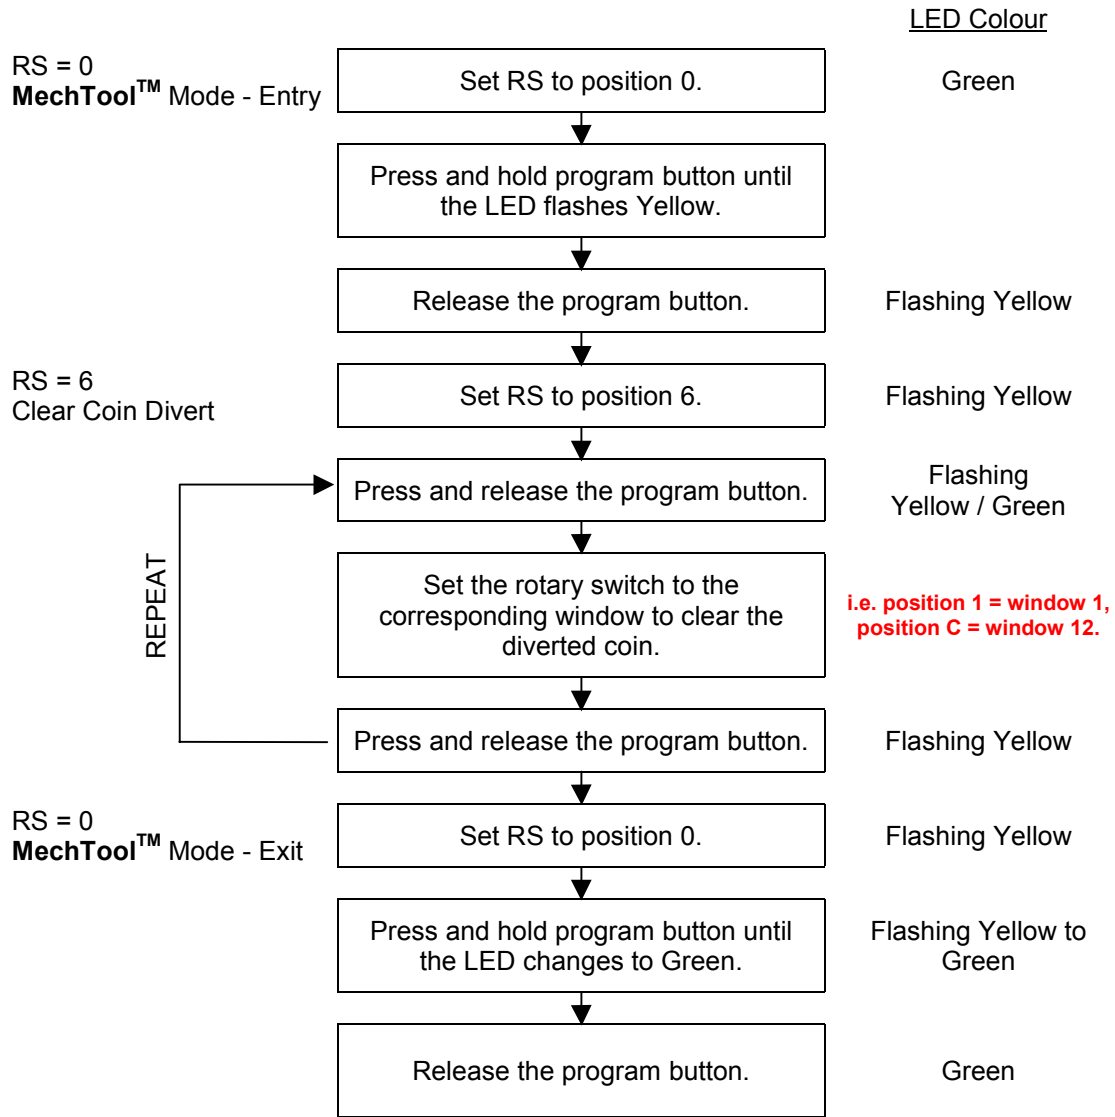 LED Colour
RS = 0
MechTool™ Mode - Entry
Set RS to position 0.
Green
Press and hold program button until
the LED flashes Yellow.
Release the program button.
Flashing Yellow
RS = 6
Clear Coin Divert
Set RS to position 6.
Flashing Yellow
Press and release the program button.
Flashing
Yellow / Green
REPEAT
Set the rotary switch to the
corresponding window to clear the
diverted coin.
i.e. position 1 = window 1,
position C = window 12.
Press and release the program button.
Flashing Yellow
RS = 0
MechTool™ Mode - Exit
Set RS to position 0.
Flashing Yellow
Press and hold program button until
the LED changes to Green.
Flashing Yellow to
Green
Release the program button.
Green